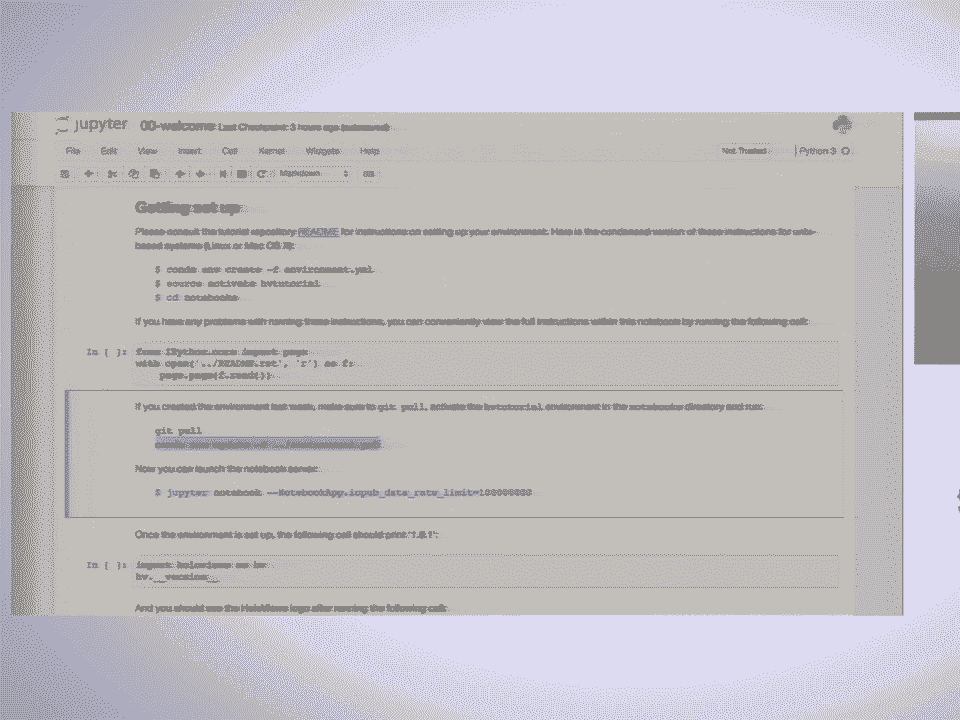 jupyter 00-welcome Last Checkpoint: 3 hours ago (autosaved)
File Edit View Insert Cell Kernel Widgets Help
Not Trusted Python 3
Markdown
Getting set up
Please consult the tutorial repository README for instructions on setting up your environment. Here is the condensed version of these instructions for unix-
based systems (Linux or Mac OS X):
$ conda env create -f environment.yml
$ source activate hvtutorial
$ cd notebooks
If you have any problems with running these instructions, you can conveniently view the full instructions within this notebook by running the following cell:
In [ ]: from IPython.core import page
with open('../README.rst', 'r') as f:
page.page(f.read())
If you created the environment last week, make sure to git pull, activate the hvtutorial environment in the notebooks directory and run:
git pull
Now you can launch the notebook server:
$ jupyter notebook --NotebookApp.iopub_data_rate_limit=100000000
Once the environment is set up, the following cell should print '1.8.1':
In [ ]: import holoviews as hv
hv.__version__
And you should see the HoloViews logo after running the following cell: